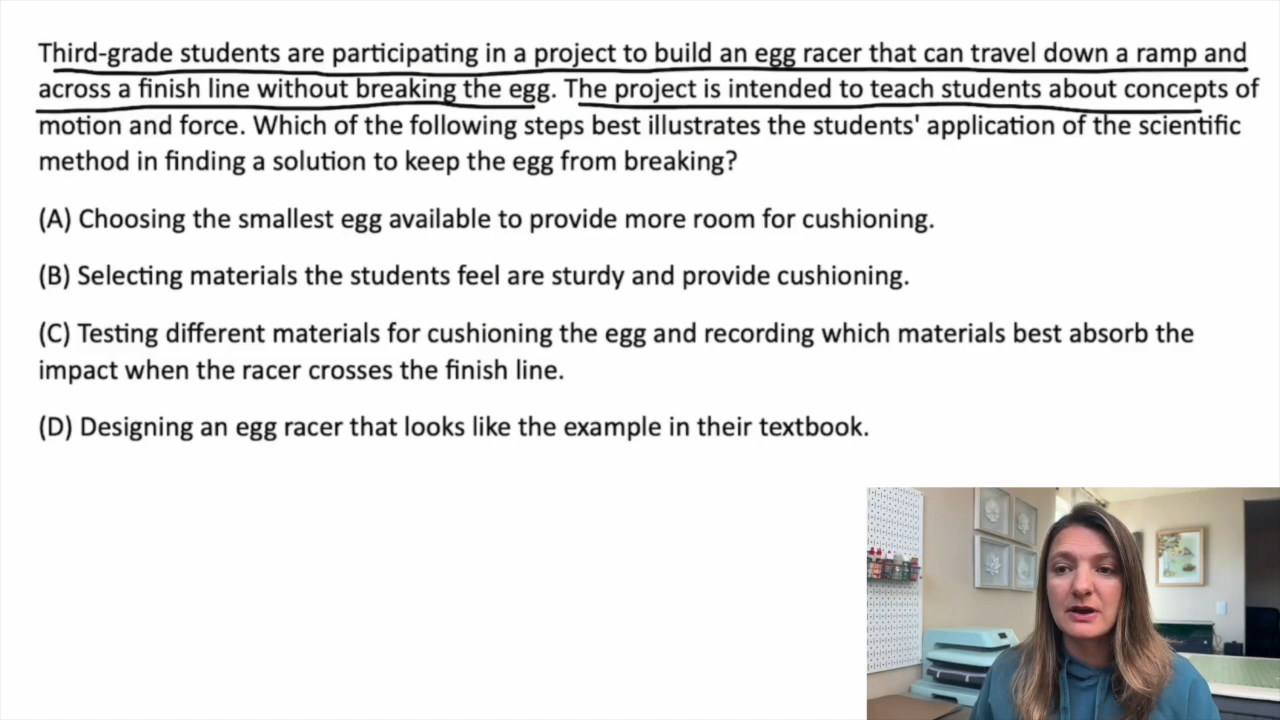 Third-grade students are participating in a project to build an egg racer that can travel down a ramp and
across a finish line without breaking the egg. The project is intended to teach students about concepts of
motion and force. Which of the following steps best illustrates the students' application of the scientific
method in finding a solution to keep the egg from breaking?
(A) Choosing the smallest egg available to provide more room for cushioning.
(B) Selecting materials the students feel are sturdy and provide cushioning.
(C) Testing different materials for cushioning the egg and recording which materials best absorb the
impact when the racer crosses the finish line.
(D) Designing an egg racer that looks like the example in their textbook.